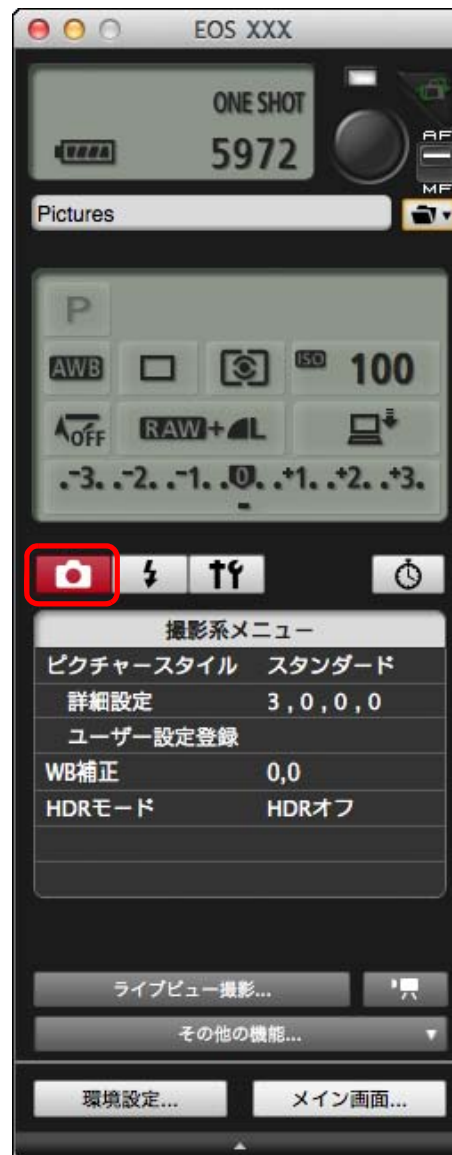 EOS XXX
ONE SHOT
5972
AF
MF
Pictures
P
AWB
ISO 100
OFF RAW+L
.-3. .-2. .-1. .0. .+1. .+2. .+3.
撮影系メニュー
ピクチャースタイル スタンダード
詳細設定 3 , 0 , 0 , 0
ユーザー設定登録
WB補正 0,0
HDRモード HDRオフ
ライブビュー撮影...
その他の機能...
環境設定... メイン画面...